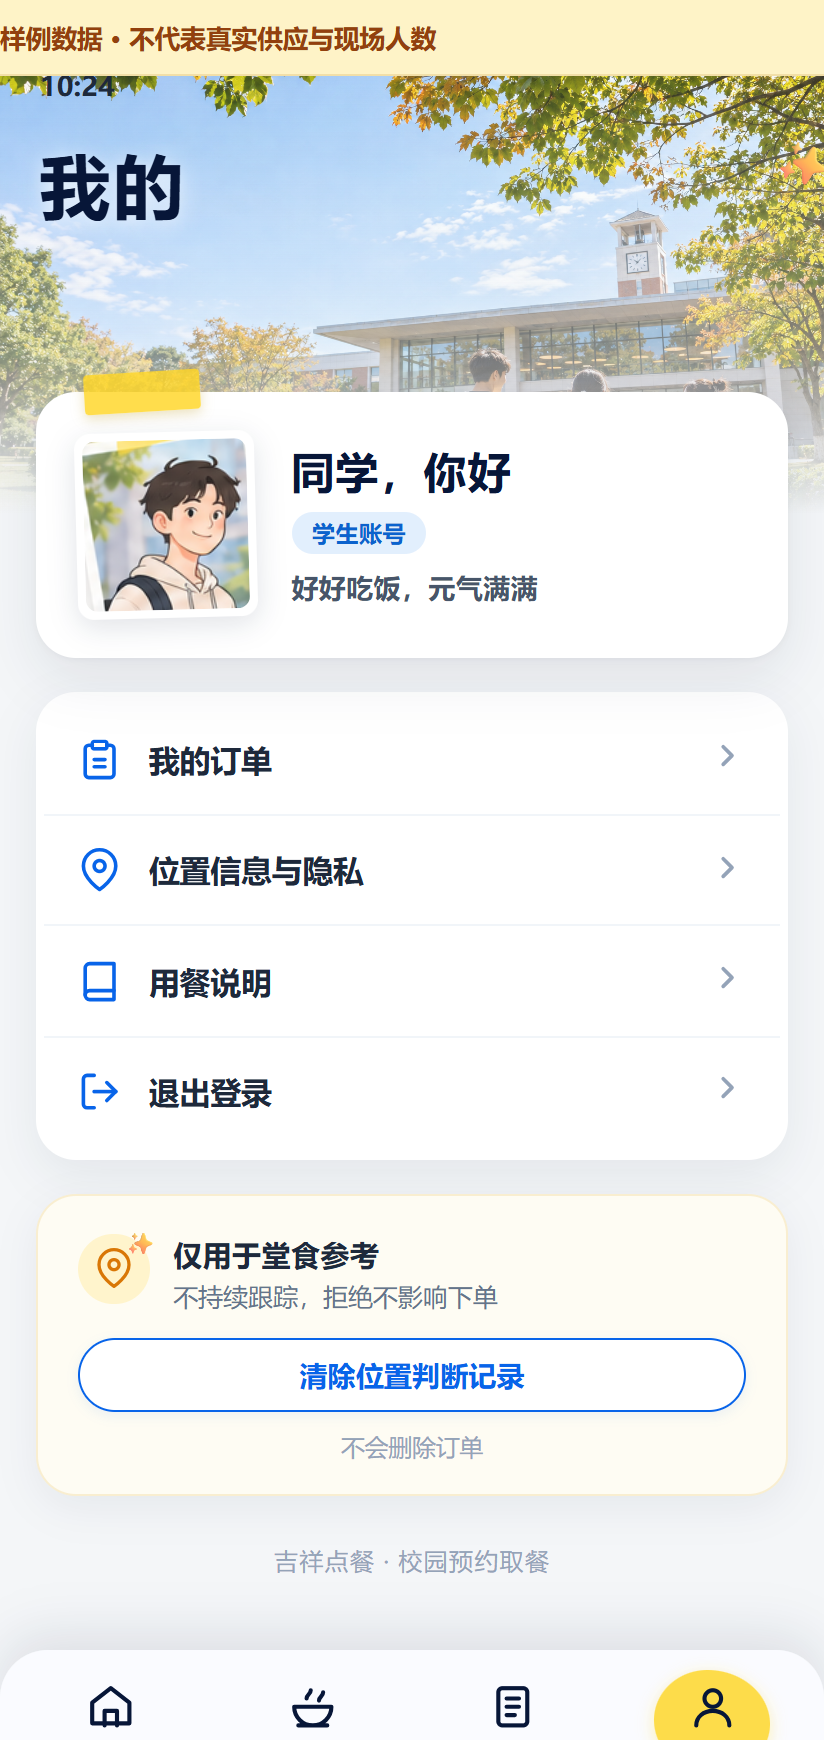 样例数据 • 不代表真实供应与现场人数
10:24
我的
同学，你好
学生账号
好好吃饭，元气满满
我的订单
位置信息与隐私
用餐说明
退出登录
仅用于堂食参考
不持续跟踪，拒绝不影响下单
清除位置判断记录
不会删除订单
吉祥点餐 · 校园预约取餐